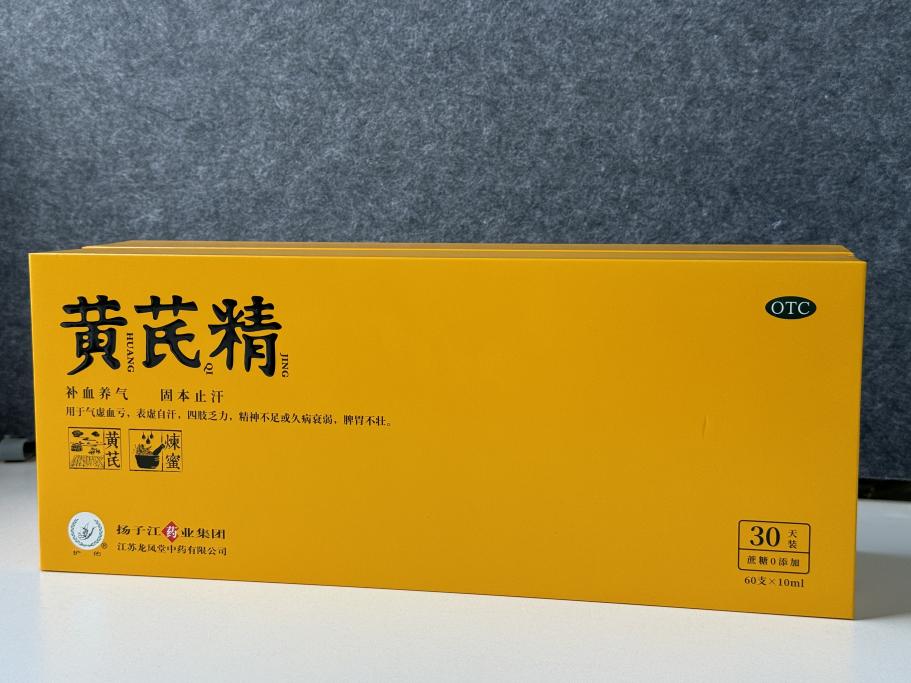 黄芪精
HUANG QI JING
OTC
补血养气 固本止汗
用于气虚血亏，表虚自汗，四肢乏力，精神不足或久病衰弱，脾胃不壮。
黄芪
煉蜜
护佑®
扬子江药业集团
江苏龙凤堂中药有限公司
30天装
蔗糖0添加
60支×10ml